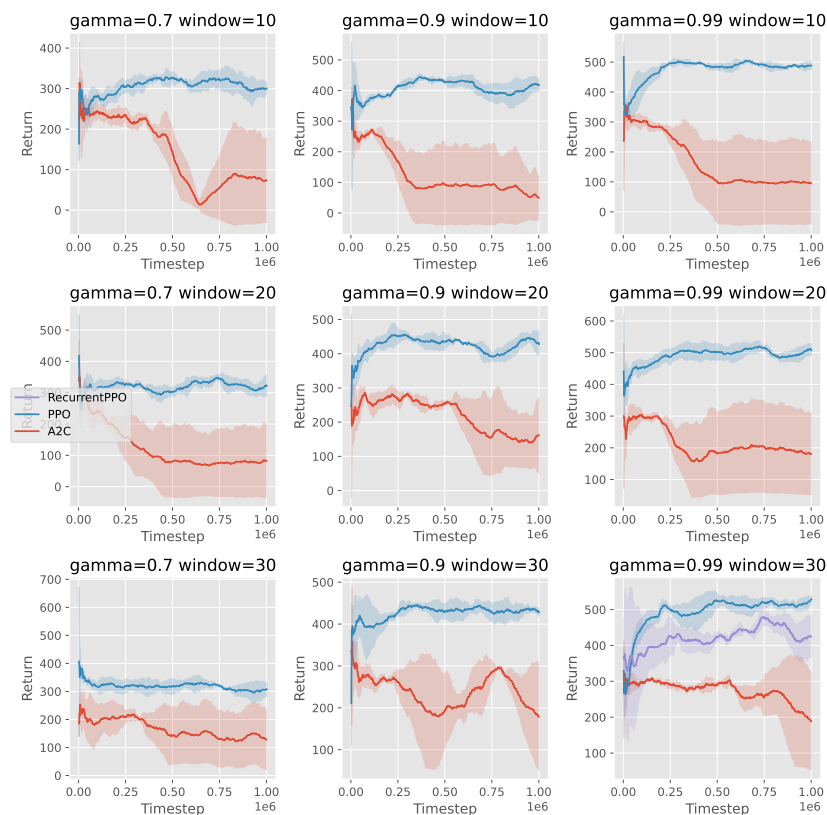 gamma=0.7 window=10
gamma=0.9 window=10
gamma=0.99 window=10
400
300
200
100
0
Return
500
400
300
200
100
0
Return
500
400
300
200
100
0
Return
0.00 0.25 0.50 0.75 1.00
1e6
Timestep
0.00 0.25 0.50 0.75 1.00
1e6
Timestep
0.00 0.25 0.50 0.75 1.00
1e6
Timestep
gamma=0.7 window=20
gamma=0.9 window=20
gamma=0.99 window=20
500
400
300
200
100
0
Return
RecurrentPPO
PPO
A2C
500
400
300
200
100
0
Return
600
500
400
300
200
100
Return
0.00 0.25 0.50 0.75 1.00
1e6
Timestep
0.00 0.25 0.50 0.75 1.00
1e6
Timestep
0.00 0.25 0.50 0.75 1.00
1e6
Timestep
gamma=0.7 window=30
gamma=0.9 window=30
gamma=0.99 window=30
700
600
500
400
300
200
100
0
Return
500
400
300
200
100
Return
500
400
300
200
100
Return
0.00 0.25 0.50 0.75 1.00
1e6
Timestep
0.00 0.25 0.50 0.75 1.00
1e6
Timestep
0.00 0.25 0.50 0.75 1.00
1e6
Timestep